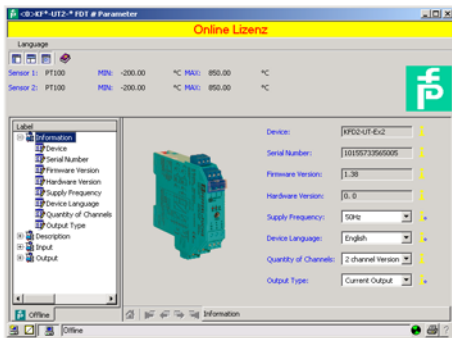 <0>KF*-UT2-* FDT # Parameter
Online Lizenz
Language
Sensor 1: PT100 MIN: -200.00 °C MAX: 850.00 °C
Sensor 2: PT100 MIN: -200.00 °C MAX: 850.00 °C
Label
Information
Device
Serial Number
Firmware Version
Hardware Version
Supply Frequency
Device Language
Quantity of Channels
Output Type
Description
Input
Output
Device: KFD2-UT-Ex2
Serial Number: 10155733565005
Firmware Version: 1.38
Hardware Version: 0. 0
Supply Frequency: 50Hz
Device Language: English
Quantity of Channels: 2 channel Version
Output Type: Current Output
Offline
Information
Offline